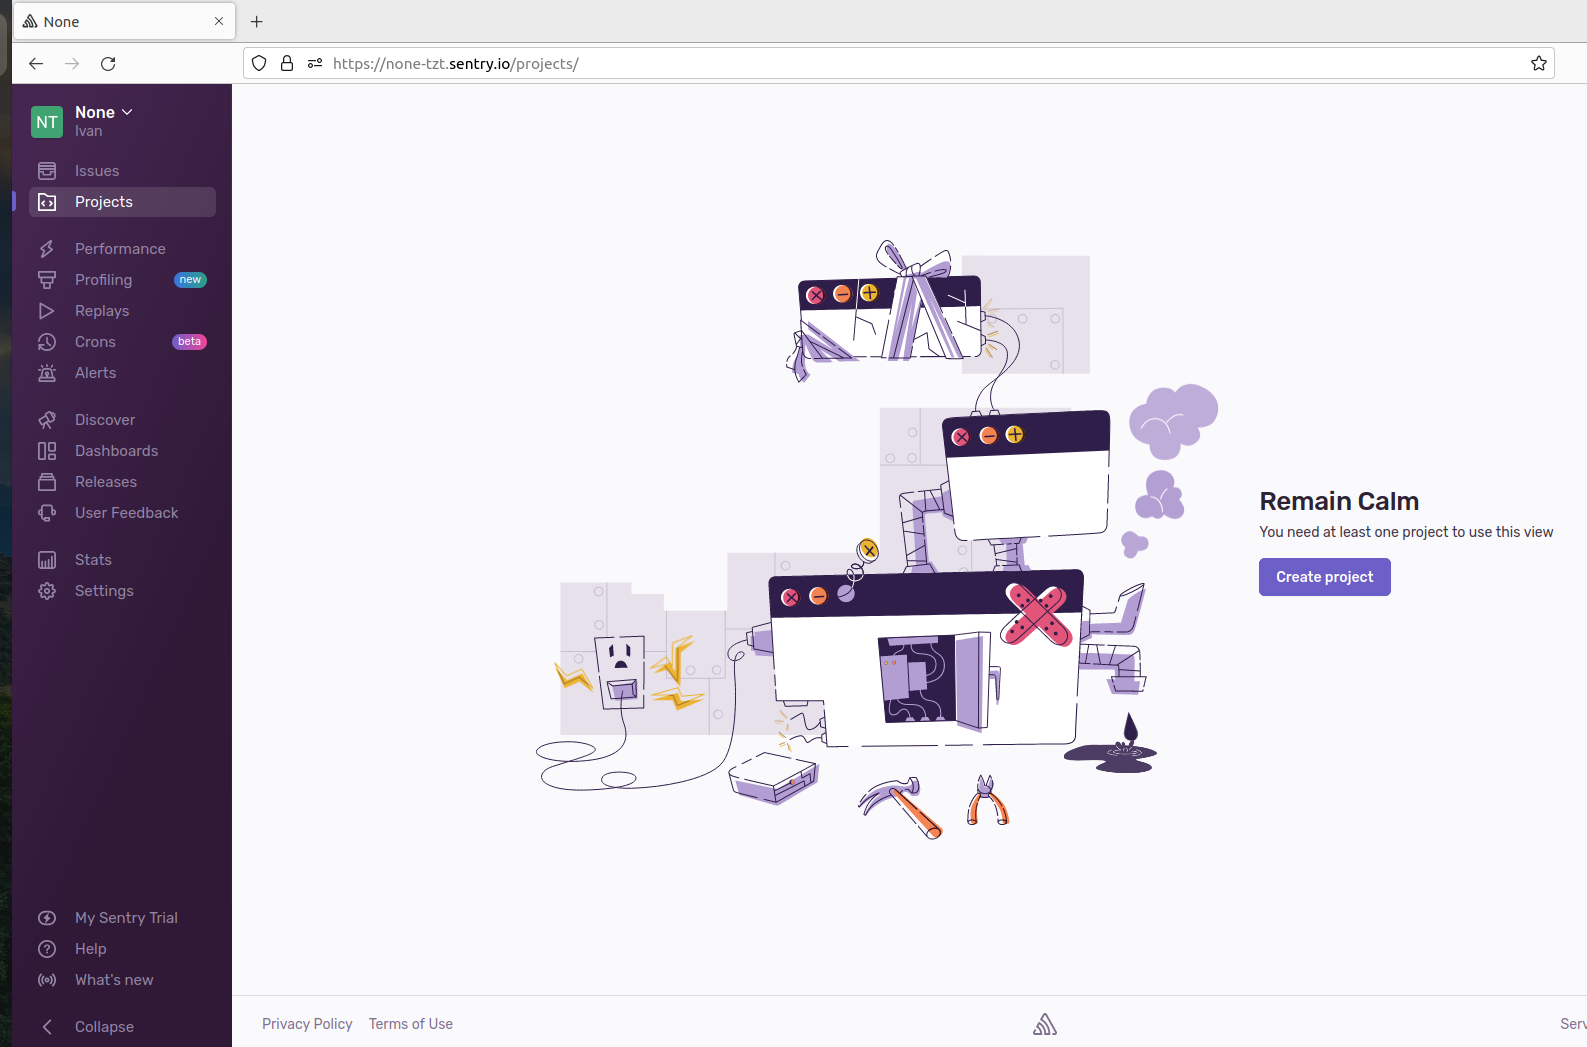 None
https://none-tzt.sentry.io/projects/
NT
None
Ivan
Issues
Projects
Performance
Profiling new
Replays
Crons beta
Alerts
Discover
Dashboards
Releases
User Feedback
Stats
Settings
My Sentry Trial
Help
What's new
Collapse
Remain Calm
You need at least one project to use this view
Create project
Privacy Policy Terms of Use
Serv